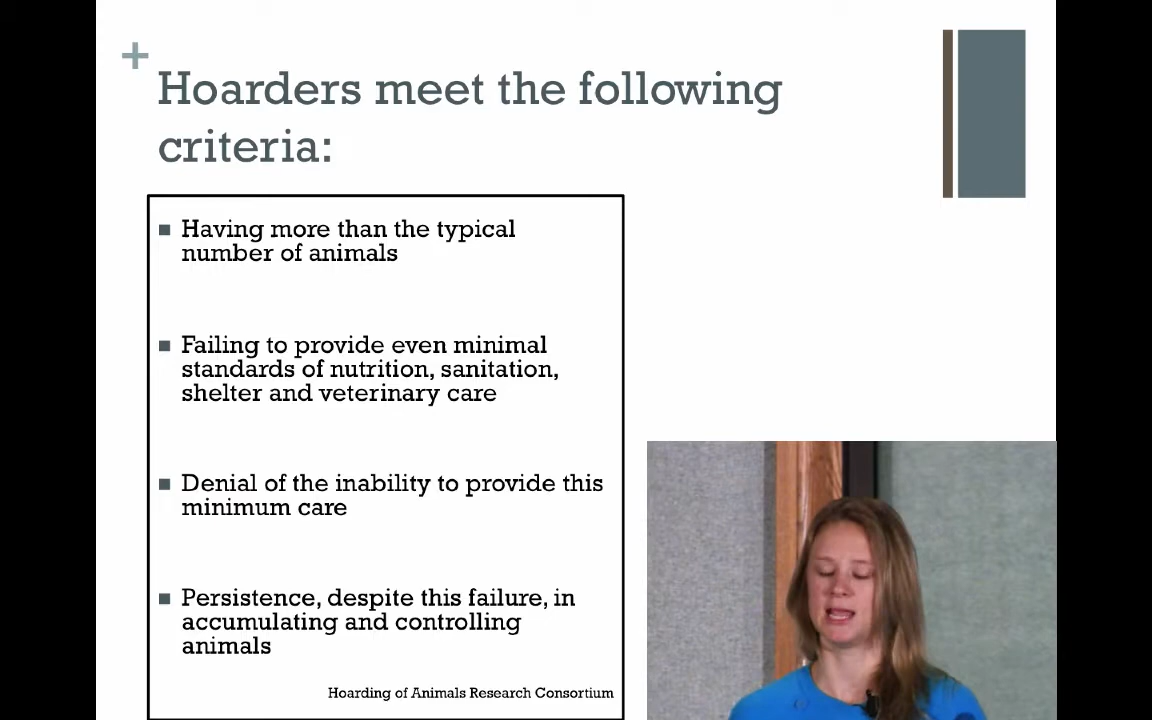 +
Hoarders meet the following
criteria:
Having more than the typical
number of animals
Failing to provide even minimal
standards of nutrition, sanitation,
shelter and veterinary care
Denial of the inability to provide this
minimum care
Persistence, despite this failure, in
accumulating and controlling
animals
Hoarding of Animals Research Consortium